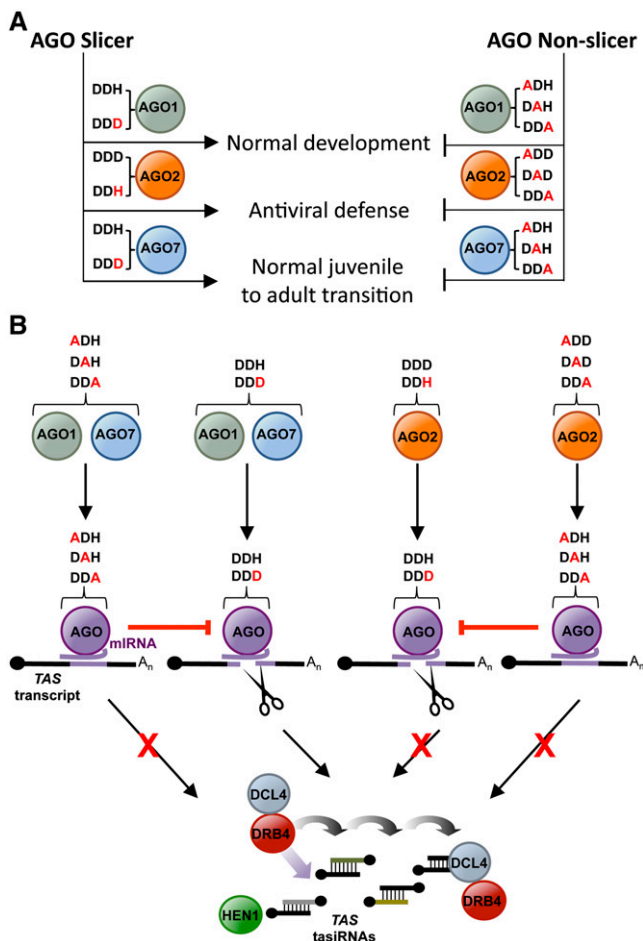 A
AGO Slicer
AGO Non-slicer
DDH
DDD
AGO1
AGO1
ADH
DAH
DDA
Normal development
DDD
DDH
AGO2
AGO2
ADD
DAD
DDA
Antiviral defense
DDH
DDD
AGO7
AGO7
ADH
DAH
DDA
Normal juvenile
to adult transition
B
ADH
DAH
DDA
DDH
DDD
DDD
DDH
ADD
DAD
DDA
AGO1
AGO7
AGO1
AGO7
AGO2
AGO2
ADH
DAH
DDA
DDH
DDD
DDH
DDD
ADH
DAH
DDA
AGO
AGO
AGO
AGO
miRNA
An
An
An
An
TAS
transcript
X
X
X
DCL4
DRB4
DCL4
DRB4
HEN1
TAS
tasiRNAs